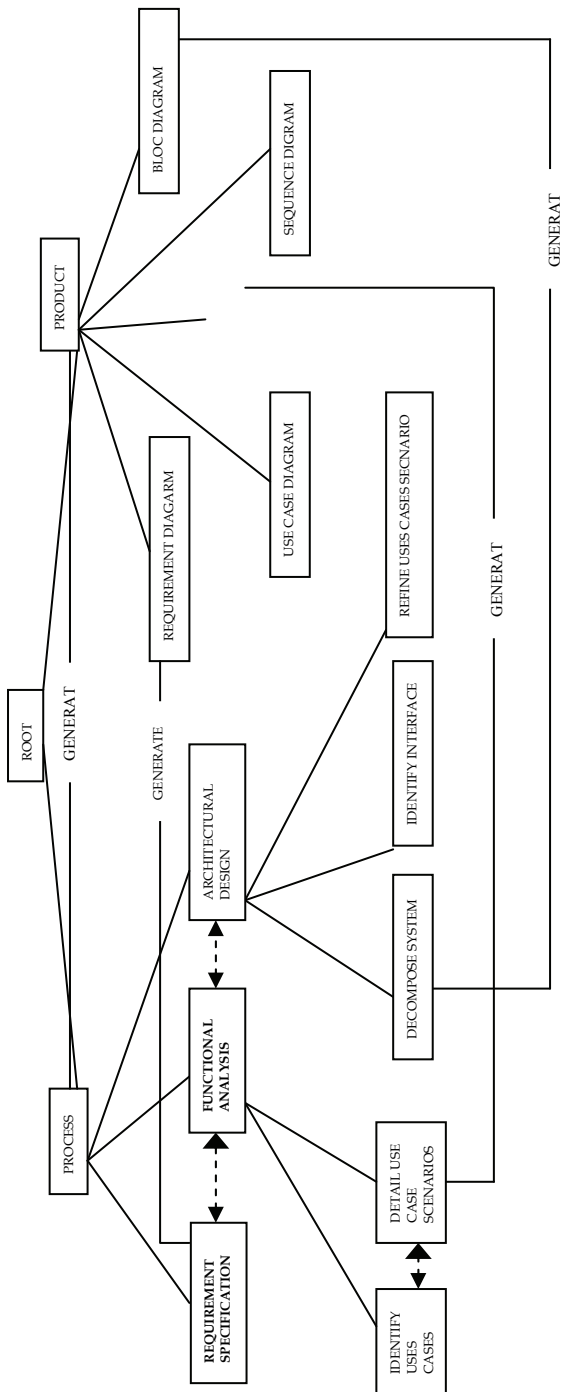 ROOT
GENERAT
PROCESS
PRODUCT
GENERATE
REQUIREMENT
SPECIFICATION
FUNCTIONAL
ANALYSIS
ARCHITECTURAL
DESIGN
REQUIREMENT DIAGARM
BLOC DIAGRAM
USE CASE DIAGRAM
SEQUENCE DIGRAM
IDENTIFY
USES
CASES
DETAIL USE
CASE
SCENARIOS
DECOMPOSE SYSTEM
IDENTIFY INTERFACE
REFINE USES CASES SECNARIO
GENERAT
GENERAT